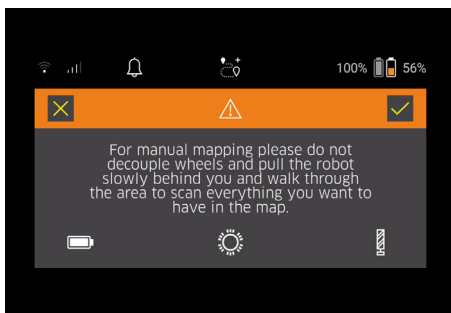 100% 56%
For manual mapping please do not
decouple wheels and pull the robot
slowly behind you and walk through
the area to scan everything you want to
have in the map.